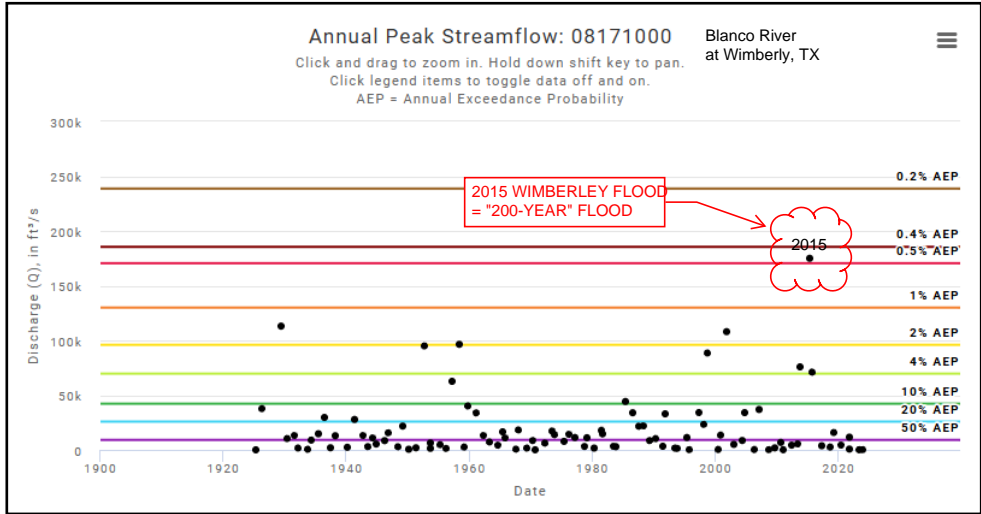 Annual Peak Streamflow: 08171000
Blanco River
at Wimberly, TX
Click and drag to zoom in. Hold down shift key to pan.
Click legend items to toggle data off and on.
AEP = Annual Exceedance Probability
300k
250k
200k
150k
100k
50k
0
Discharge (Q), in ft³/s
0.2% AEP
2015 WIMBERLEY FLOOD
= "200-YEAR" FLOOD
0.4% AEP
2015
0.5% AEP
1% AEP
2% AEP
4% AEP
10% AEP
20% AEP
50% AEP
1900
1920
1940
1960
1980
2000
2020
Date